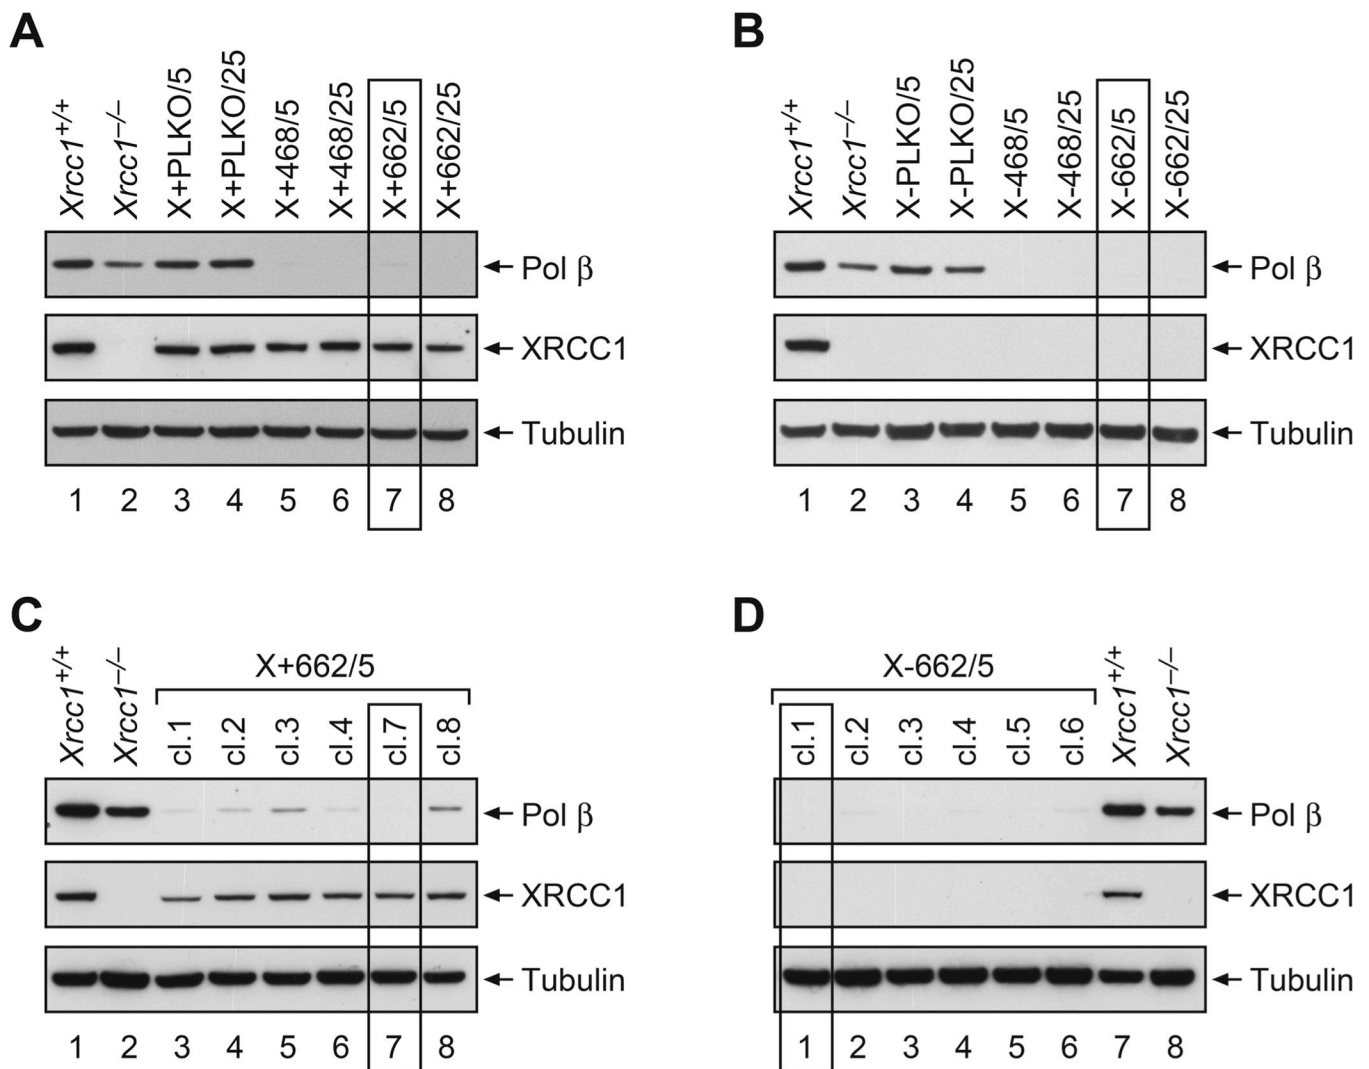 A
Xrcc1+/+
Xrcc1–/–
X+PLKO/5
X+PLKO/25
X+468/5
X+468/25
X+662/5
X+662/25
Pol β
XRCC1
Tubulin
1 2 3 4 5 6 7 8
B
Xrcc1+/+
Xrcc1–/–
X-PLKO/5
X-PLKO/25
X-468/5
X-468/25
X-662/5
X-662/25
Pol β
XRCC1
Tubulin
1 2 3 4 5 6 7 8
C
X+662/5
Xrcc1+/+
Xrcc1–/–
cl.1
cl.2
cl.3
cl.4
cl.7
cl.8
Pol β
XRCC1
Tubulin
1 2 3 4 5 6 7 8
D
X-662/5
cl.1
cl.2
cl.3
cl.4
cl.5
cl.6
Xrcc1+/+
Xrcc1–/–
Pol β
XRCC1
Tubulin
1 2 3 4 5 6 7 8